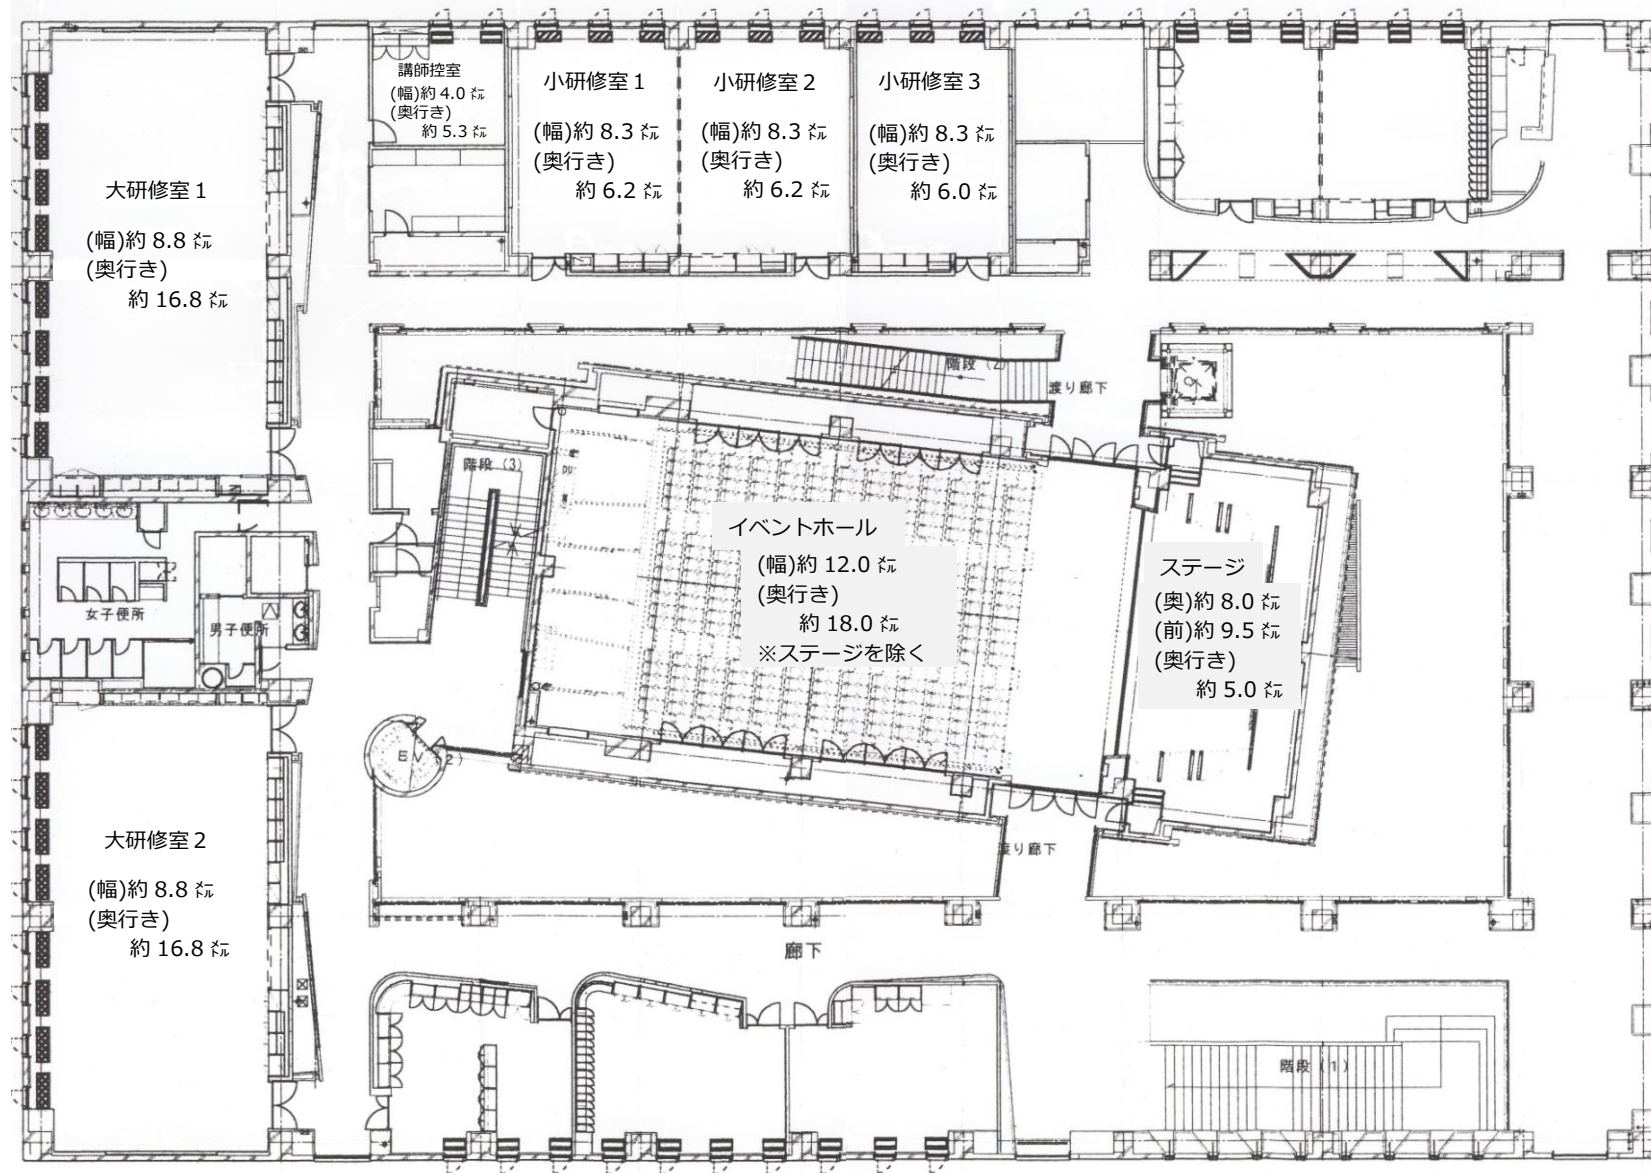 講師控室
(幅)約 4.0 ㍍
(奥行き)
約 5.3 ㍍
小研修室 1
(幅)約 8.3 ㍍
(奥行き)
約 6.2 ㍍
小研修室 2
(幅)約 8.3 ㍍
(奥行き)
約 6.2 ㍍
小研修室 3
(幅)約 8.3 ㍍
(奥行き)
約 6.0 ㍍
大研修室 1
(幅)約 8.8 ㍍
(奥行き)
約 16.8 ㍍
階段 (2)
渡り廊下
階段 (3)
イベントホール
(幅)約 12.0 ㍍
(奥行き)
約 18.0 ㍍
※ステージを除く
ステージ
(奥)約 8.0 ㍍
(前)約 9.5 ㍍
(奥行き)
約 5.0 ㍍
女子便所
男子便所
EV (2)
大研修室 2
(幅)約 8.8 ㍍
(奥行き)
約 16.8 ㍍
渡り廊下
廊下
階段 (1)